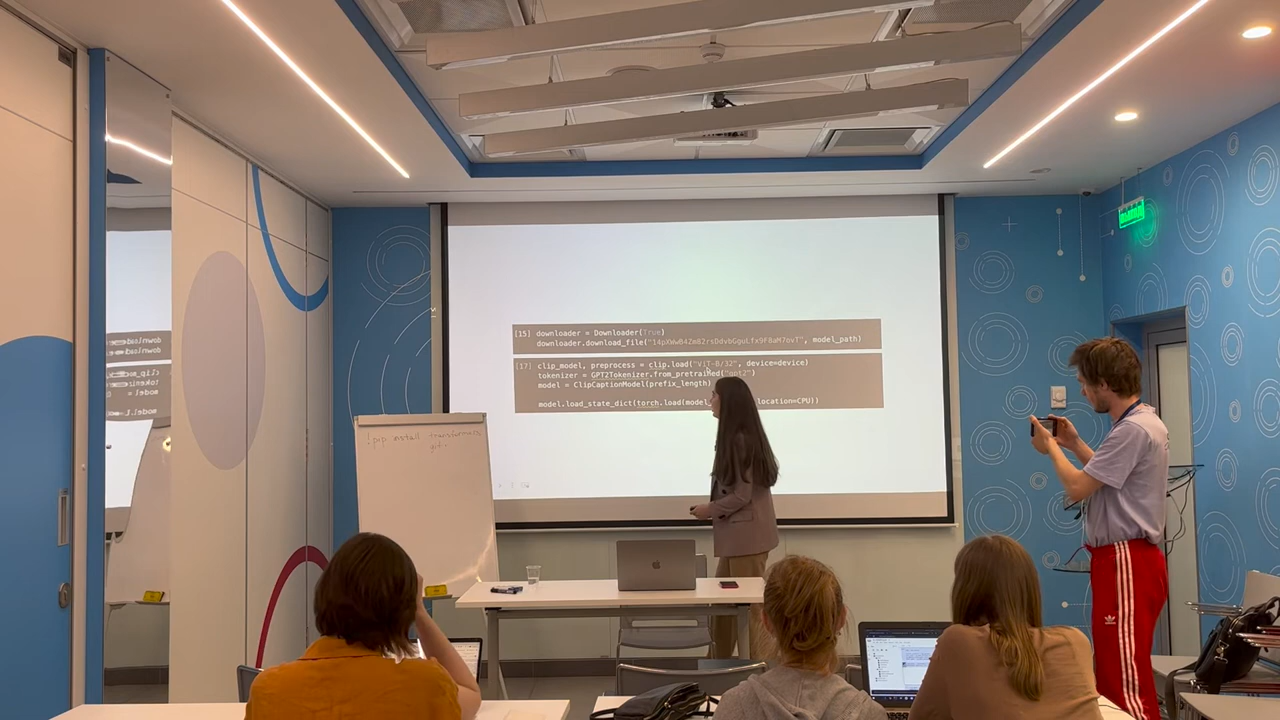 [15] downloader = Downloader(True)
downloader.download_file("14pXWwB4Zm82rsDdvbGguLfx9F8aM7ovT", model_path)
[17] clip_model, preprocess = clip.load("ViT-B/32", device=device)
tokenizer = GPT2Tokenizer.from_pretrained("gpt2")
model = ClipCaptionModel(prefix_length)
model.load_state_dict(torch.load(model_ location=CPU))
!pip install transformers